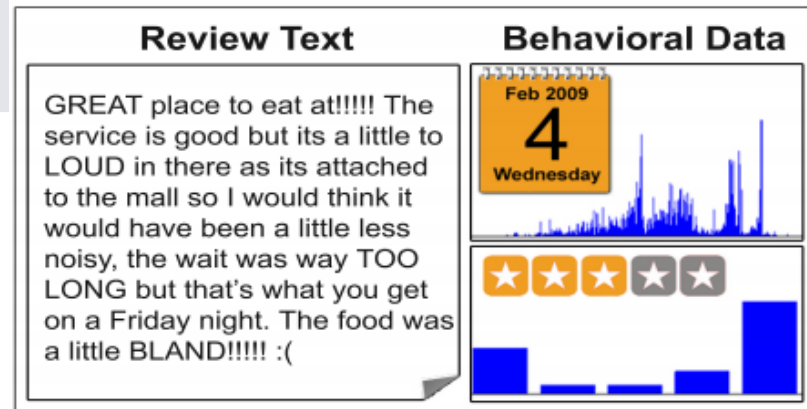 Review Text
GREAT place to eat at!!!!! The
service is good but its a little to
LOUD in there as its attached
to the mall so I would think it
would have been a little less
noisy, the wait was way TOO
LONG but that's what you get
on a Friday night. The food was
a little BLAND!!!!! :(
Behavioral Data
Feb 2009
4
Wednesday